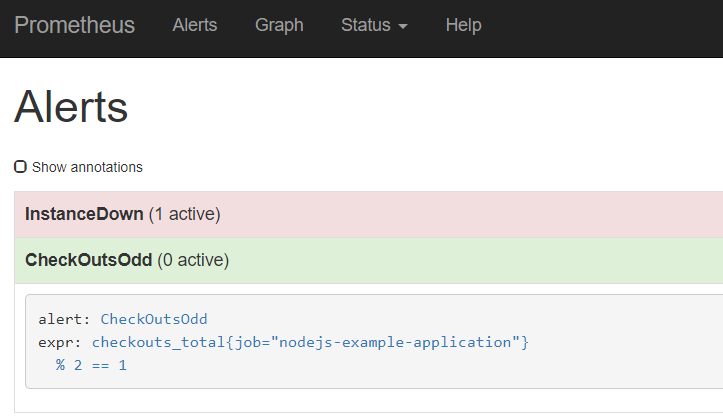 Prometheus Alerts Graph Status Help
Alerts
Show annotations
InstanceDown (1 active)
CheckOutsOdd (0 active)
alert: CheckOutsOdd
expr: checkouts_total{job="nodejs-example-application"}
% 2 == 1